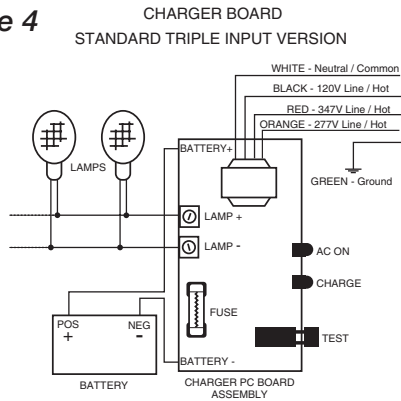 e 4
CHARGER BOARD
STANDARD TRIPLE INPUT VERSION
WHITE - Neutral / Common
BLACK - 120V Line / Hot
RED - 347V Line / Hot
ORANGE - 277V Line / Hot
BATTERY+
GREEN - Ground
LAMPS
LAMP +
LAMP -
AC ON
CHARGE
FUSE
TEST
POS
+
NEG
-
BATTERY -
BATTERY
CHARGER PC BOARD
ASSEMBLY